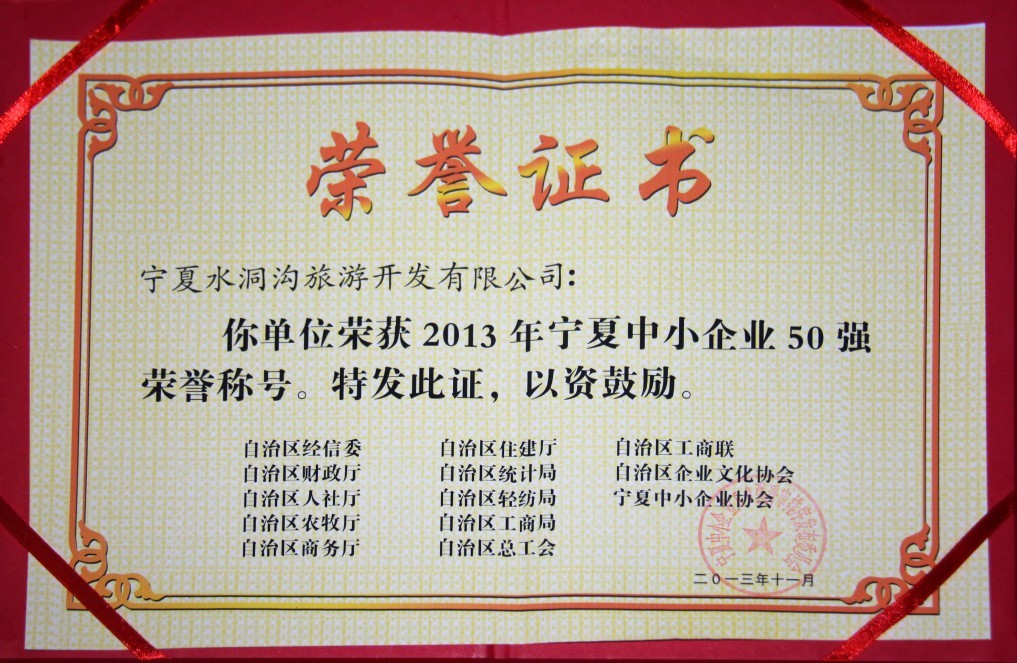 荣誉证书
宁夏水洞沟旅游开发有限公司：
你单位荣获2013年宁夏中小企业50强
荣誉称号。特发此证，以资鼓励。
自治区经信委
自治区财政厅
自治区人社厅
自治区农牧厅
自治区商务厅
自治区住建厅
自治区统计局
自治区轻纺局
自治区工商局
自治区总工会
自治区工商联
自治区企业文化协会
宁夏中小企业协会
二〇一三年十一月